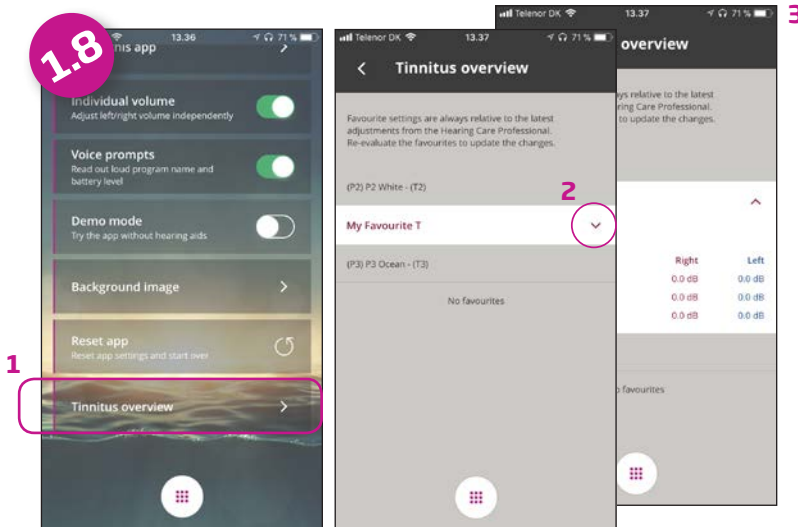 1.8
13.36
71 %
his app
Individual volume
Adjust left/right volume independently
Voice prompts
Read out loud program name and
battery level
Demo mode
Try the app without hearing aids
Background image
Reset app
Reset app settings and start over
1
Tinnitus overview
Telenor DK
13.37
71 %
Tinnitus overview
Favourite settings are always relative to the latest
adjustments from the Hearing Care Professional.
Re-evaluate the favourites to update the changes.
(P2) P2 White - (T2)
2
My Favourite T
(P3) P3 Ocean - (T3)
No favourites
3
Telenor DK
13.37
71 %
overview
ys relative to the latest
ring Care Professional.
to update the changes.
Right Left
0.0 dB 0.0 dB
0.0 dB 0.0 dB
0.0 dB 0.0 dB
favourites